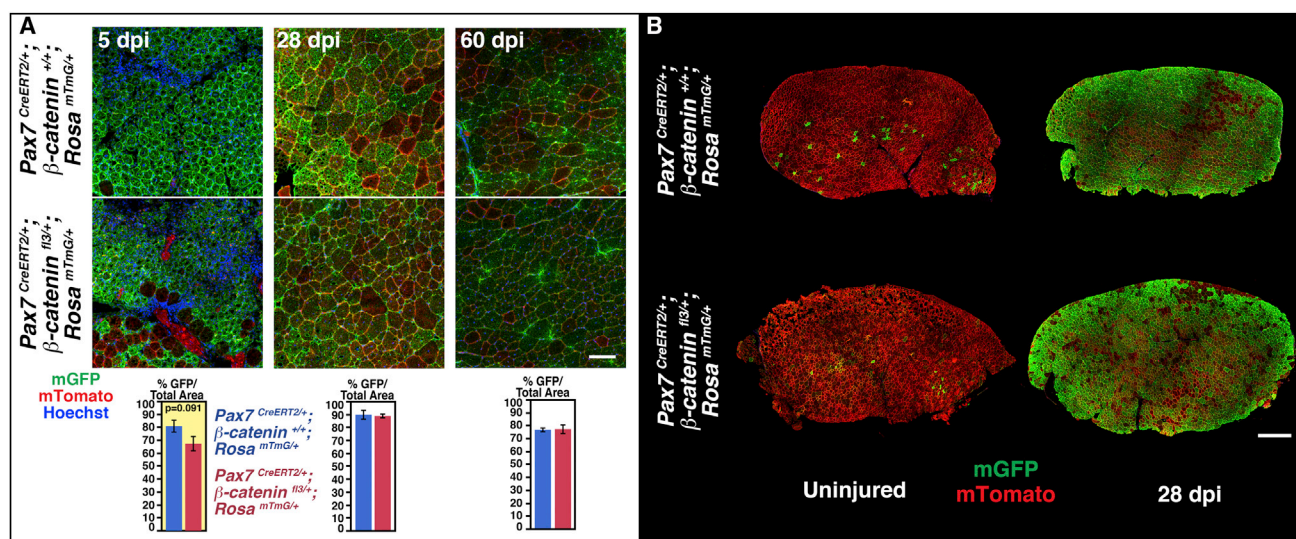 A
5 dpi
28 dpi
60 dpi
Pax7 CreERT2/+;
β-catenin +/+;
Rosa mTmG/+
Pax7 CreERT2/+;
β-catenin fl3/+;
Rosa mTmG/+
mGFP
mTomato
Hoechst
% GFP/
Total Area
p=0.091
100
90
80
70
60
50
40
30
20
10
0
Pax7 CreERT2/+;
β-catenin +/+;
Rosa mTmG/+
Pax7 CreERT2/+;
β-catenin fl3/+;
Rosa mTmG/+
% GFP/
Total Area
100
90
80
70
60
50
40
30
20
10
0
% GFP/
Total Area
100
90
80
70
60
50
40
30
20
10
0
B
Pax7 CreERT2/+;
β-catenin +/+;
Rosa mTmG/+
Pax7 CreERT2/+;
β-catenin fl3/+;
Rosa mTmG/+
Uninjured
mGFP
mTomato
28 dpi